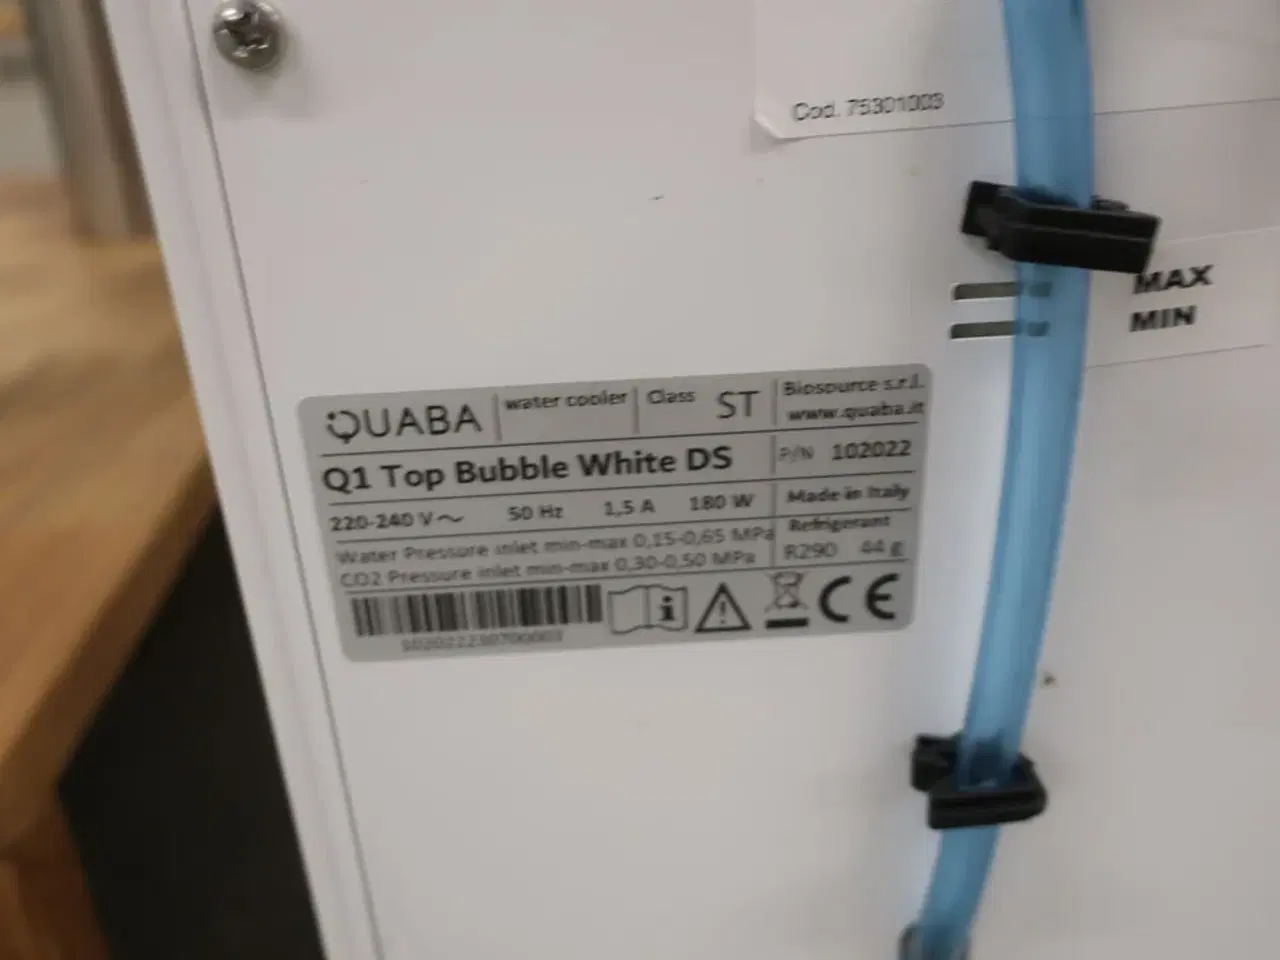 Cod. 75301003
MAX
MIN
QUABA water cooler Class ST Biosource s.r.l.
www.quaba.it
Q1 Top Bubble White DS P/N 102022
220-240 V~ 50 Hz 1,5 A 180 W Made in Italy
Water Pressure inlet min-max 0,15-0,65 MPa Refrigerant
CO2 Pressure inlet min-max 0,30-0,50 MPa R290 44 g
CE